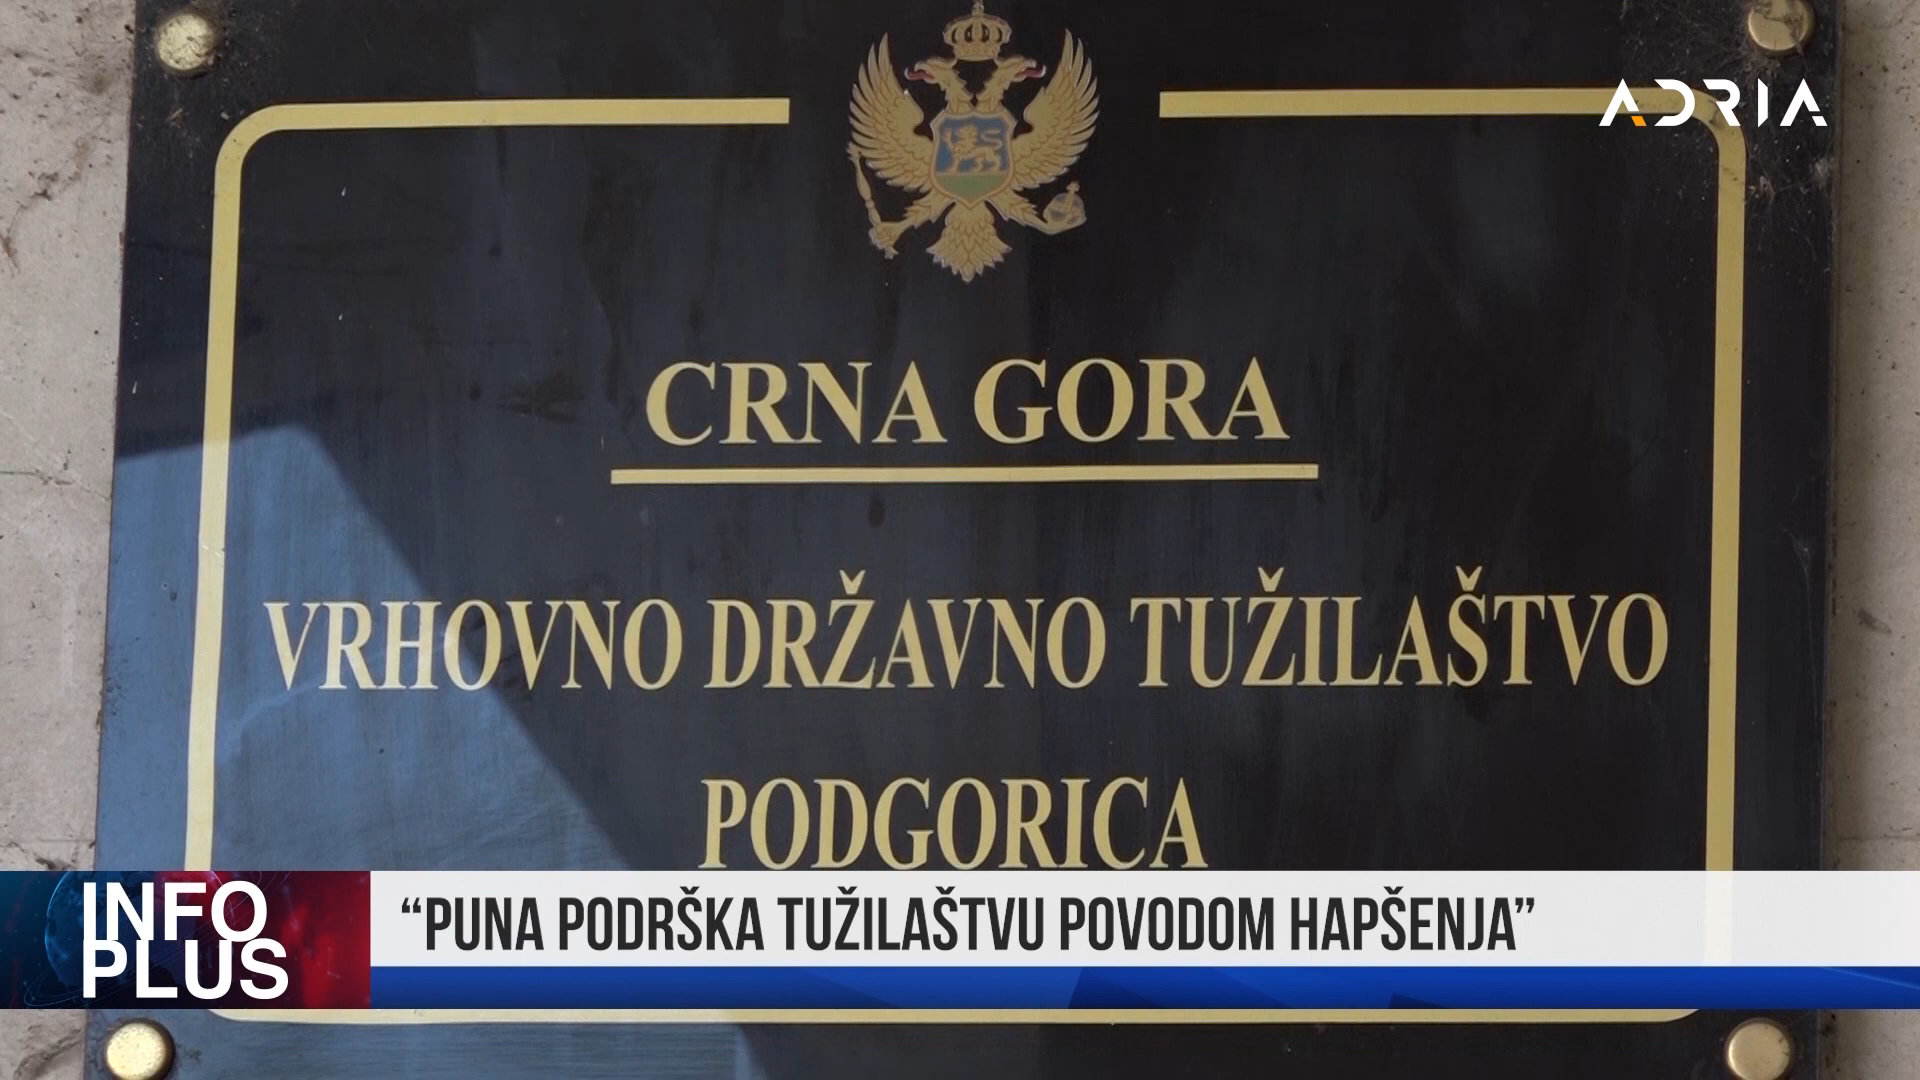 ADRIA
CRNA GORA
VRHOVNO DRŽAVNO TUŽILAŠTVO
PODGORICA
INFO
PLUS
“PUNA PODRŠKA TUŽILAŠTVU POVODOM HAPŠENJA”